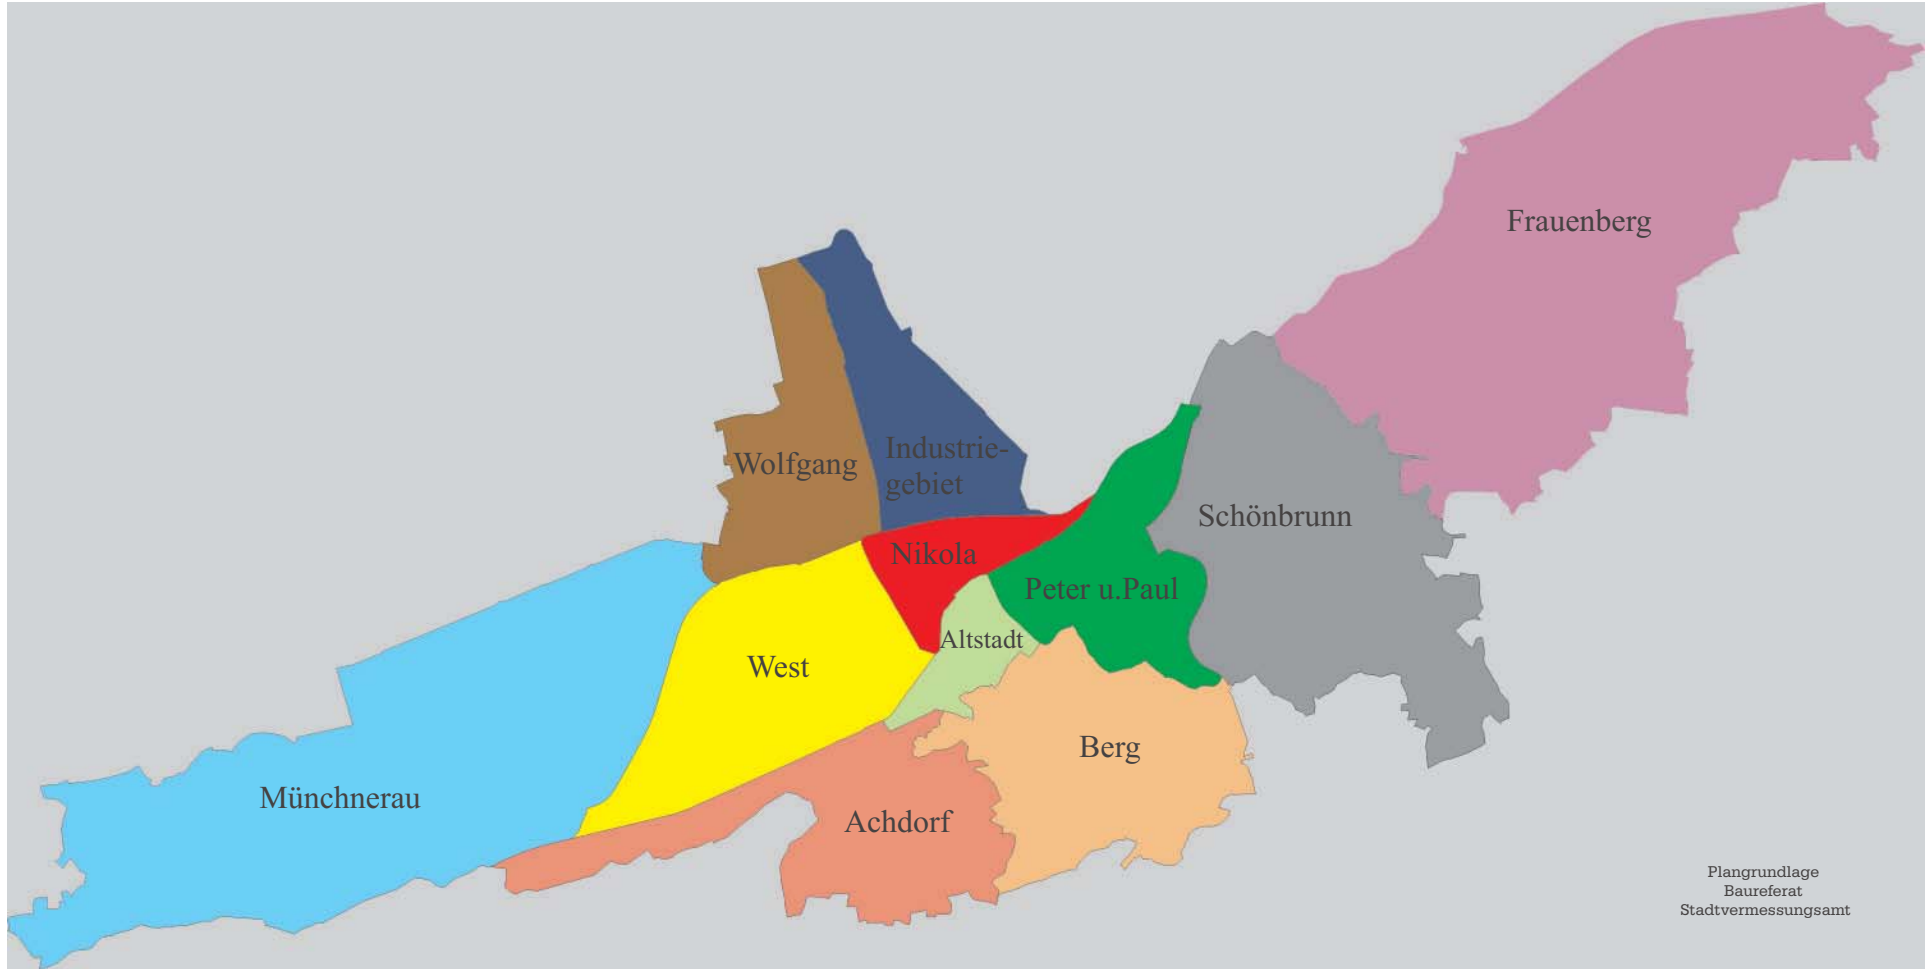 Frauenberg
Industrie-
gebiet
Wolfgang
Schönbrunn
Nikola
Peter u.Paul
Altstadt
West
Berg
Münchnerau
Achdorf
Plangrundlage
Baureferat
Stadtvermessungsamt